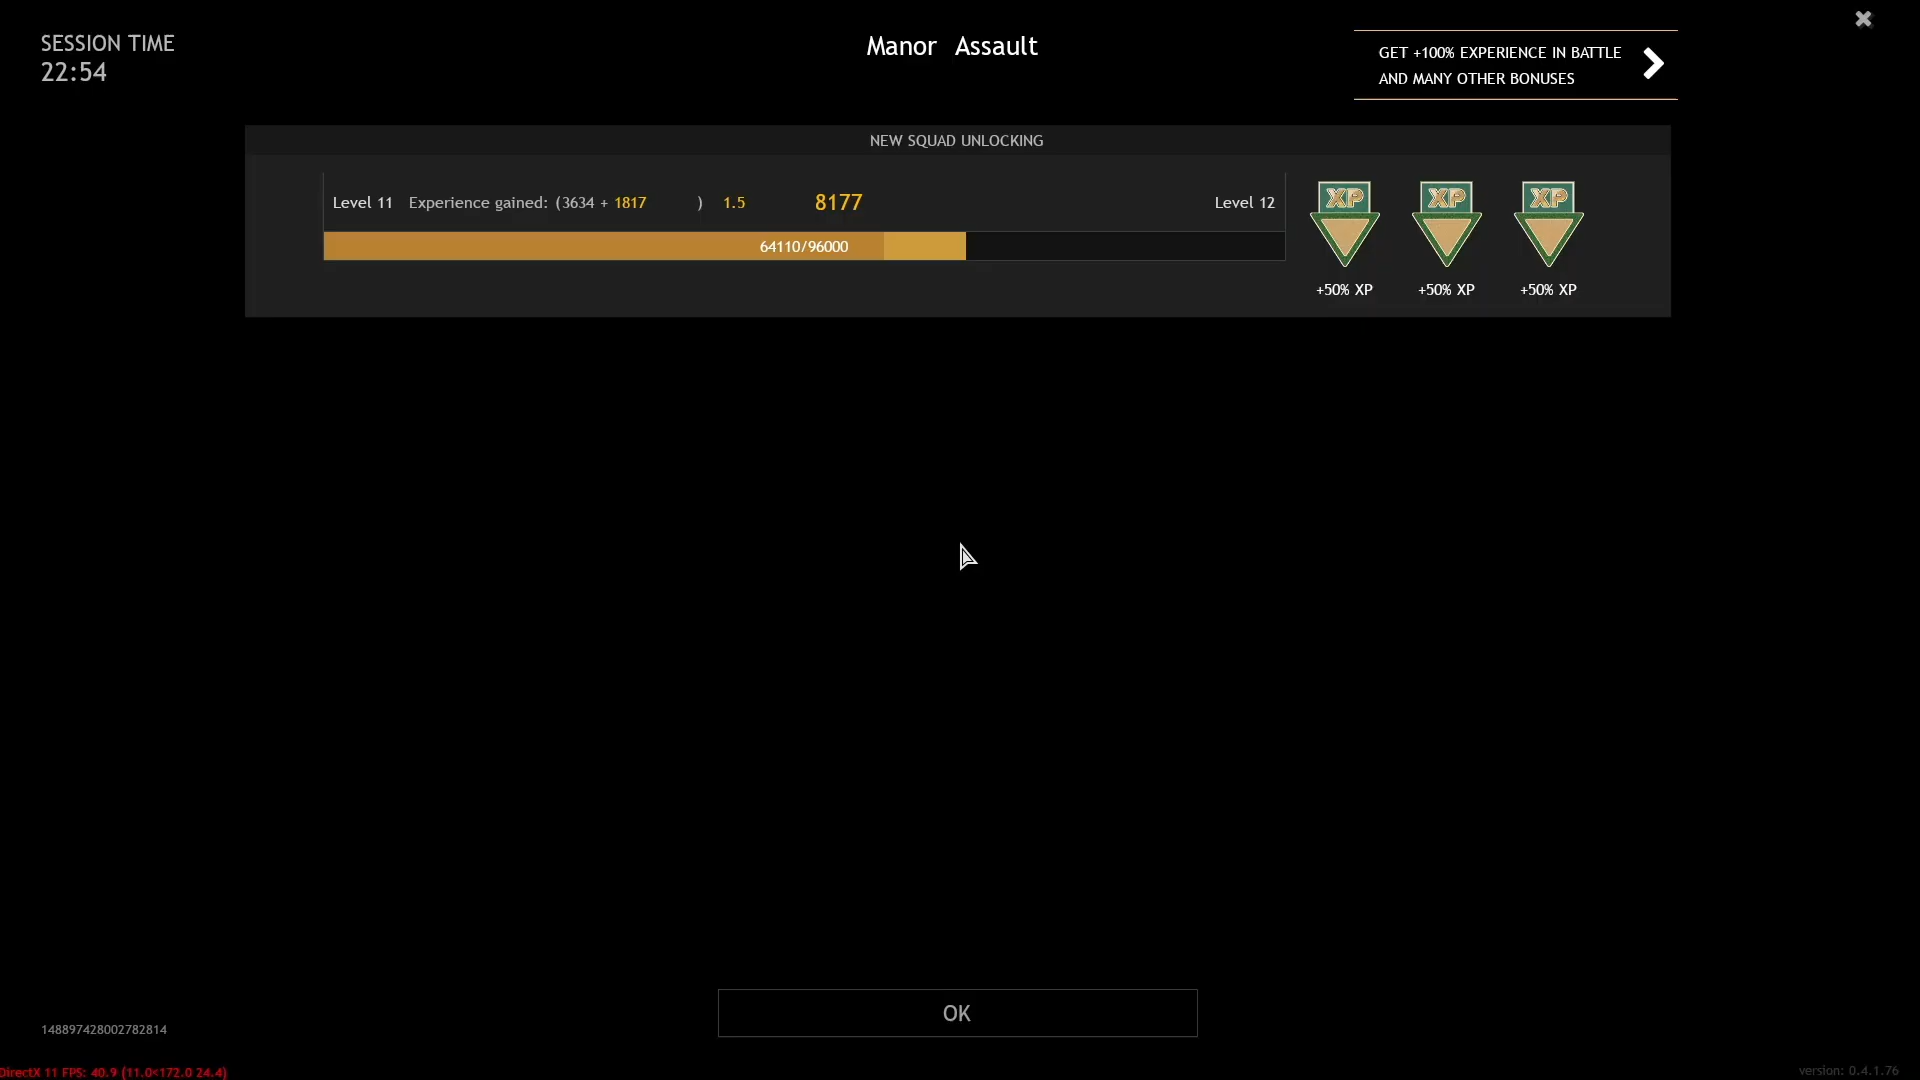 SESSION TIME
22:54
Manor Assault
GET +100% EXPERIENCE IN BATTLE
AND MANY OTHER BONUSES
NEW SQUAD UNLOCKING
Level 11 Experience gained: (3634 + 1817 ) 1.5 8177 Level 12
64110/96000
XP XP XP
+50% XP +50% XP +50% XP
OK
148897428002782814
DirectX 11 FPS: 40.9 (11.0<172.0 24.4)
version: 0.4.1.76